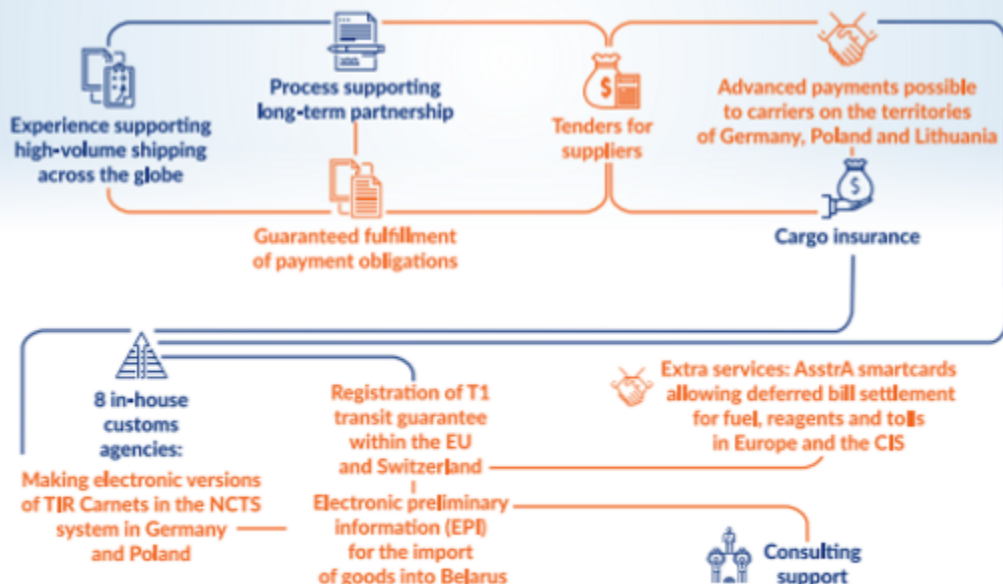 Experience supporting
high-volume shipping
across the globe
Process supporting
long-term partnership
Guaranteed fulfillment
of payment obligations
$
Tenders for
suppliers
Advanced payments possible
to carriers on the territories
of Germany, Poland and Lithuania
$
Cargo insurance
8 in-house
customs
agencies:
Making electronic versions
of TIR Carnets in the NCTS
system in Germany
and Poland
Registration of T1
transit guarantee
within the EU
and Switzerland
Electronic preliminary
information (EPI)
for the import
of goods into Belarus
Extra services: AsstrA smartcards
allowing deferred bill settlement
for fuel, reagents and tolls
in Europe and the CIS
Consulting
support